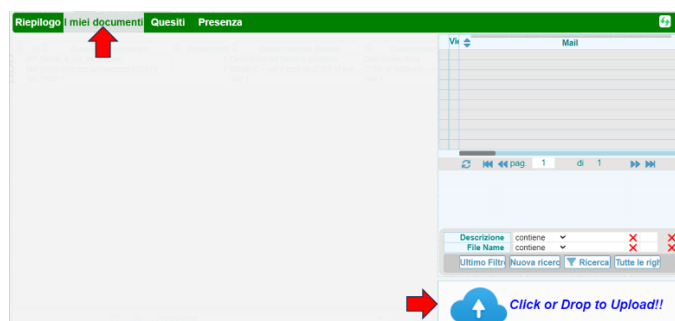 Riepilogo I miei documenti Quesiti Presenza
Vi Mail
pag. 1 di 1
Descrizione contiene
File Name contiene
Ultimo Filtr Nuova ricerc Ricerca Tutte le righ
Click or Drop to Upload!!